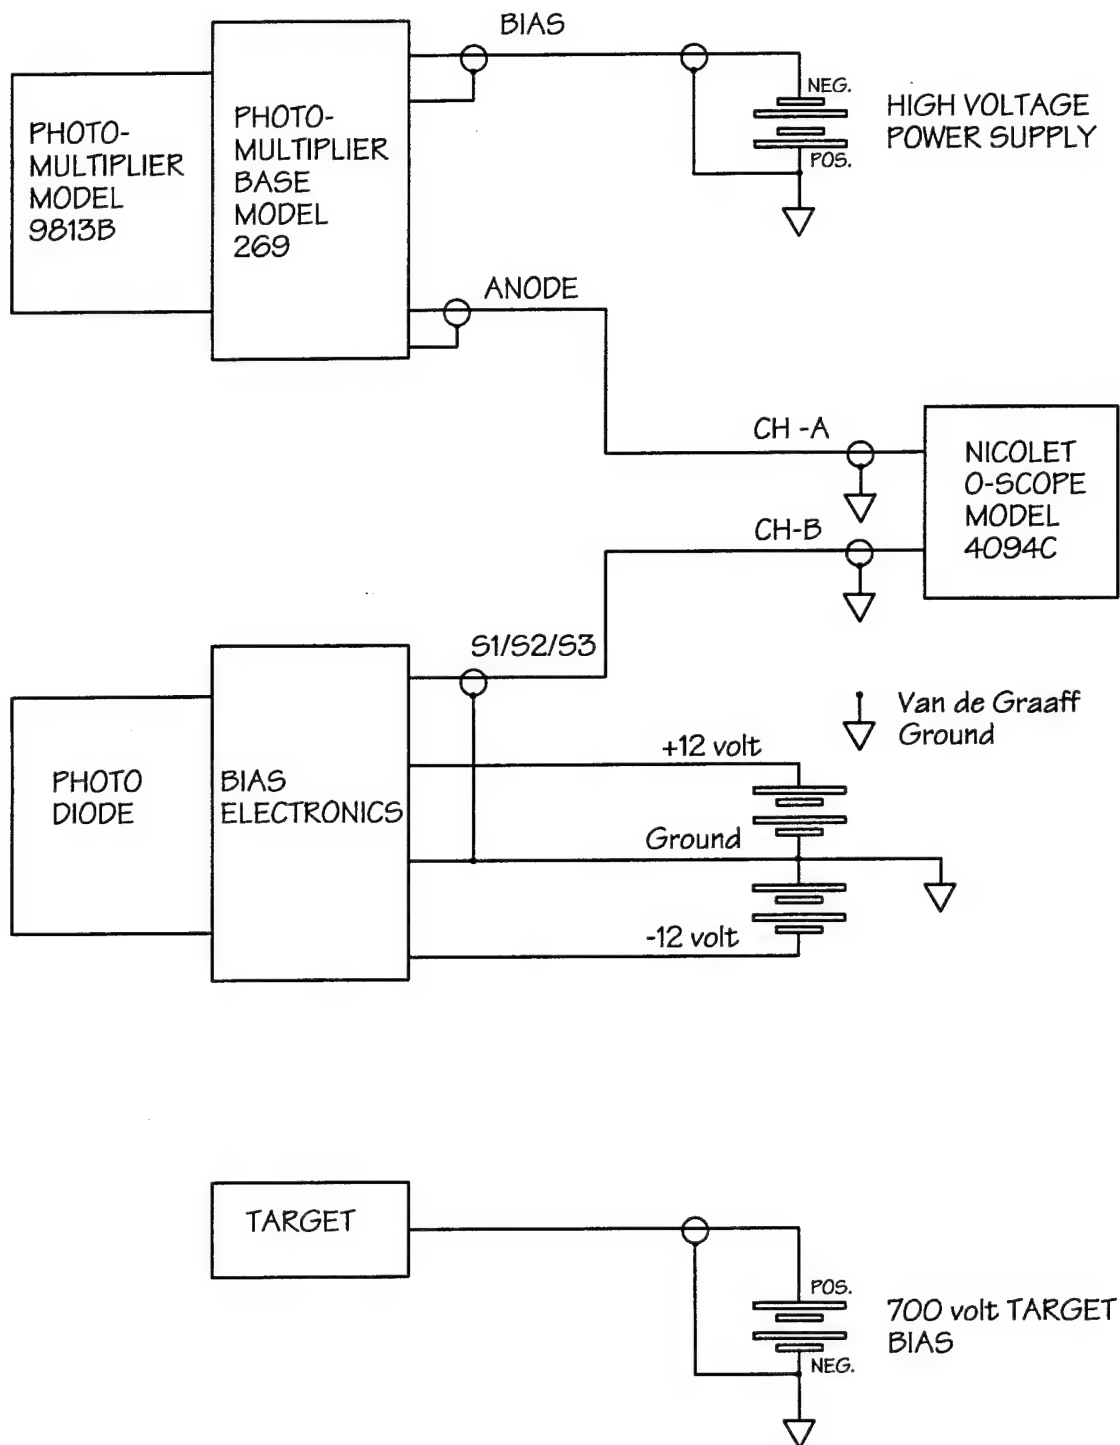 BIAS
PHOTO-
MULTIPLIER
MODEL
9813B
PHOTO-
MULTIPLIER
BASE
MODEL
269
NEG.
POS.
HIGH VOLTAGE
POWER SUPPLY
ANODE
CH -A
CH-B
NICOLET
O-SCOPE
MODEL
4094C
S1/S2/S3
Van de Graaff
Ground
PHOTO
DIODE
BIAS
ELECTRONICS
+12 volt
Ground
-12 volt
TARGET
POS.
NEG.
700 volt TARGET
BIAS